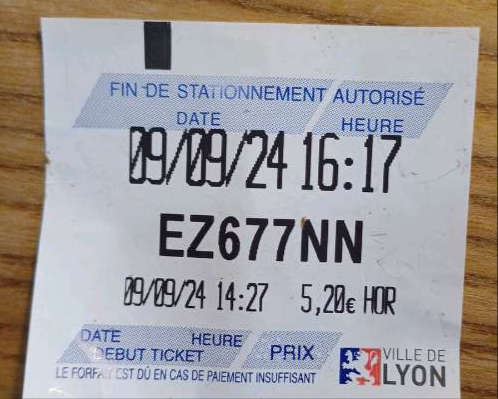 FIN DE STATIONNEMENT AUTORISÉ
DATE HEURE
09/09/24 16:17
EZ677NN
09/09/24 14:27 5,20€ HOR
DATE HEURE
DEBUT TICKET PRIX
LE FORFAIT EST DÛ EN CAS DE PAIEMENT INSUFFISANT
VILLE DE
LYON